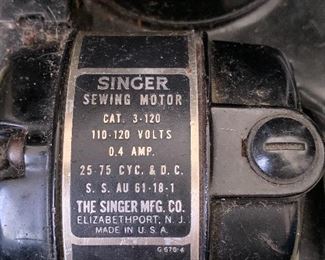 SINGER
SEWING MOTOR
CAT. 3-120
110-120 VOLTS
0.4 AMP.
25-75 CYC. & D.C.
S. S. AU 61-18-1
THE SINGER MFG. CO.
ELIZABETHPORT, N. J.
MADE IN U. S. A.